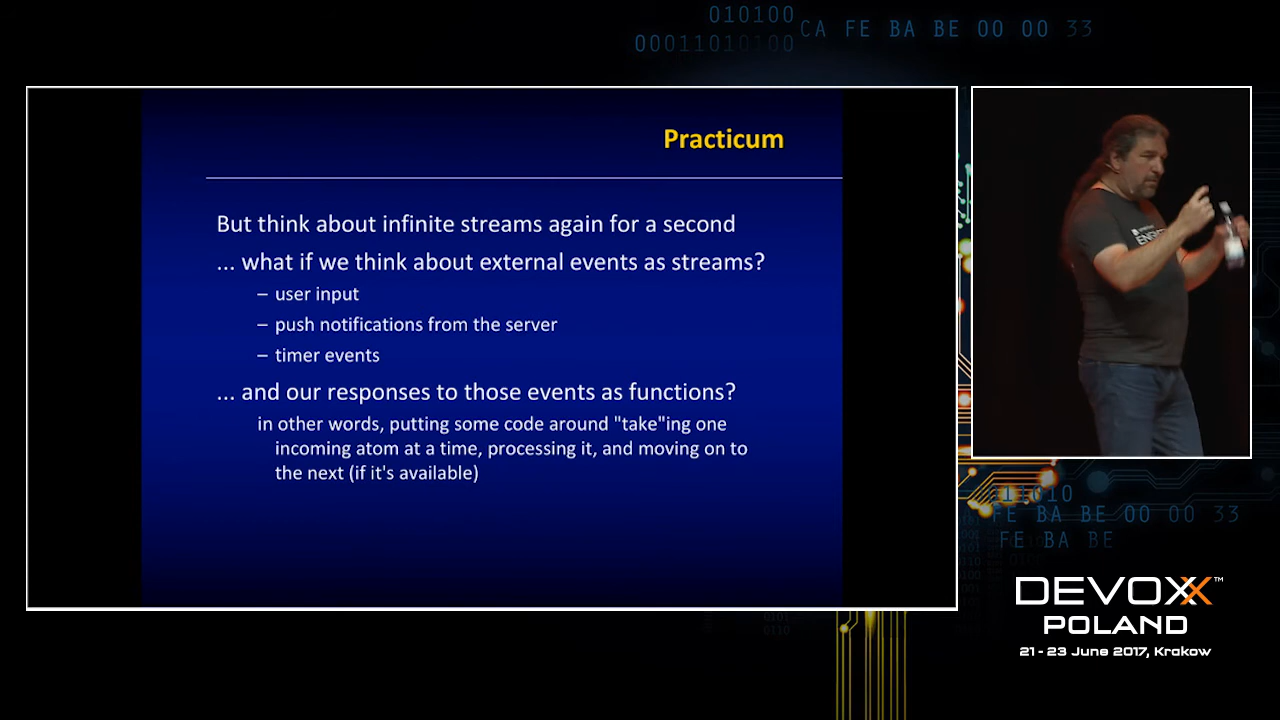 010100
00011010100
CA FE BA BE 00 00 33
Practicum
But think about infinite streams again for a second
... what if we think about external events as streams?
– user input
– push notifications from the server
– timer events
... and our responses to those events as functions?
in other words, putting some code around "take"ing one
incoming atom at a time, processing it, and moving on to
the next (if it's available)
011010
FE BA BE 00 00 33
FE BA BE
DEVOXX™
POLAND
21 - 23 June 2017, Krakow